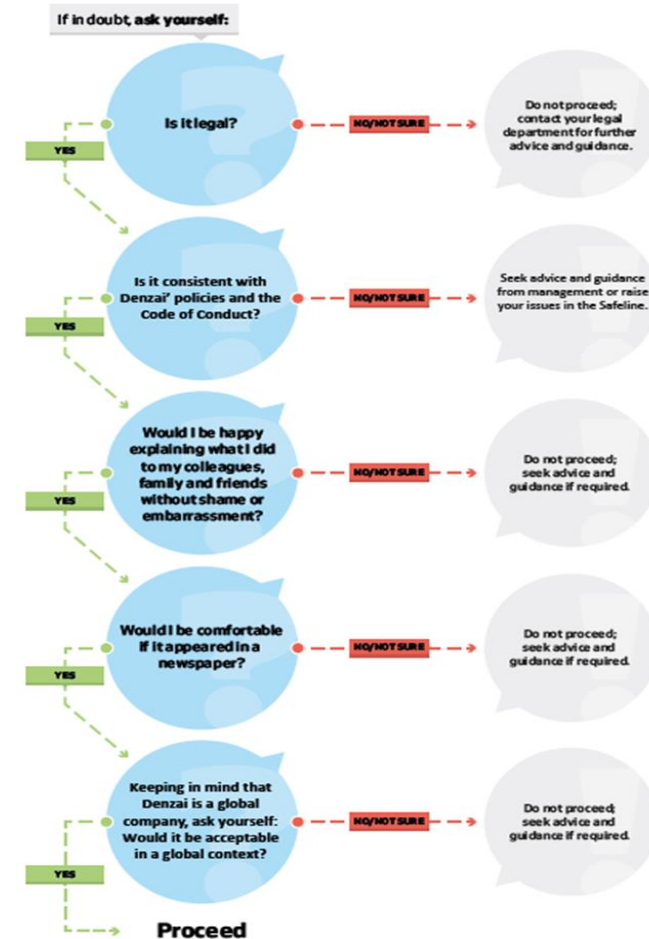 If in doubt, ask yourself:
Is it legal?
NO/NOT SURE
Do not proceed;
contact your legal
department for further
advice and guidance.
YES
Is it consistent with
Denzai' policies and the
Code of Conduct?
NO/NOT SURE
Seek advice and guidance
from management or raise
your issues in the Safeline.
YES
Would I be happy
explaining what I did
to my colleagues,
family and friends
without shame or
embarrassment?
NO/NOT SURE
Do not proceed;
seek advice and
guidance if required.
YES
Would I be comfortable
if it appeared in a
newspaper?
NO/NOT SURE
Do not proceed;
seek advice and
guidance if required.
YES
Keeping in mind that
Denzai is a global
company, ask yourself:
Would it be acceptable
in a global context?
NO/NOT SURE
Do not proceed;
seek advice and
guidance if required.
YES
Proceed